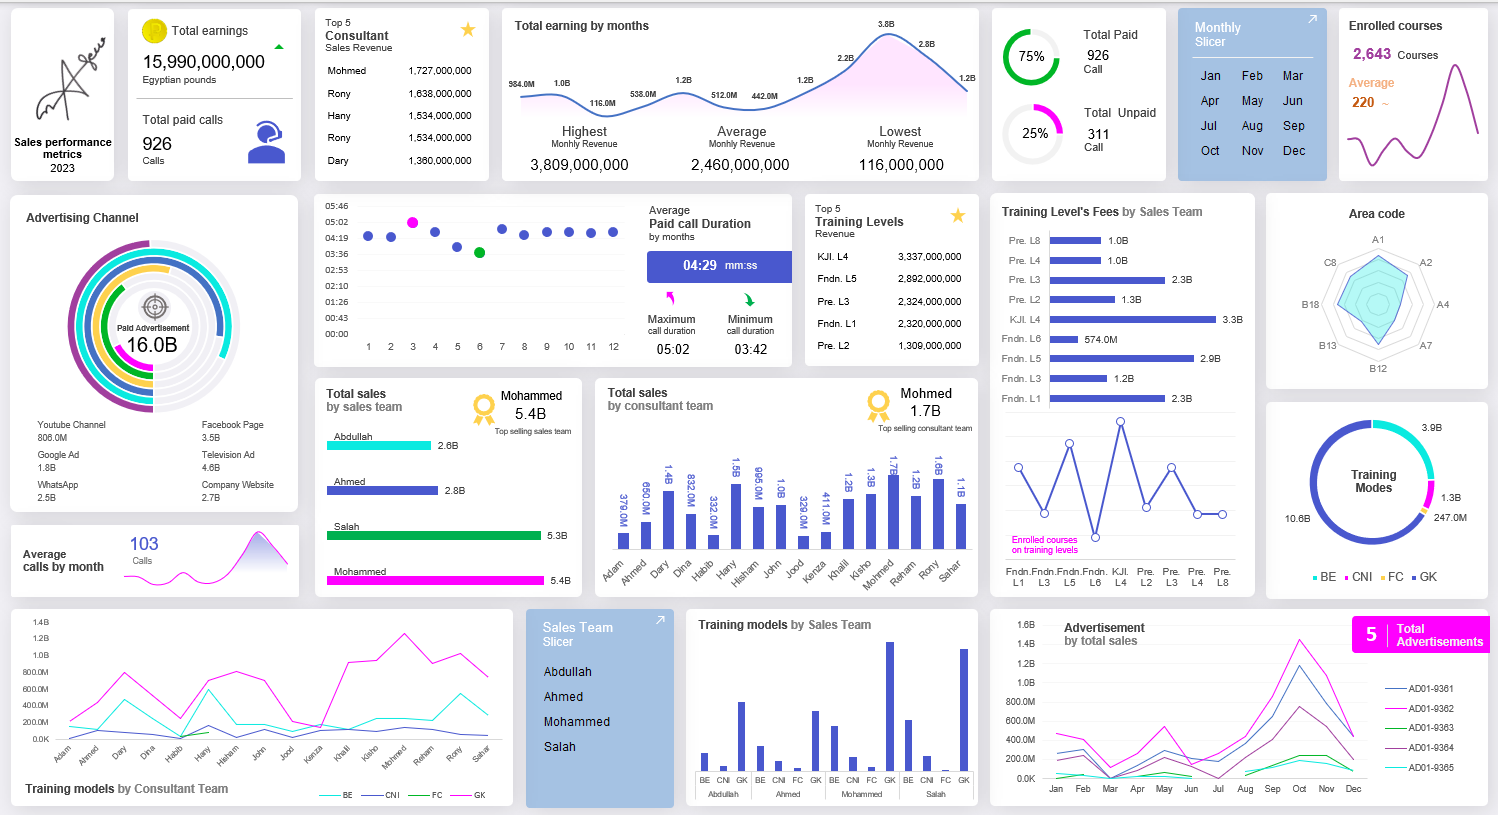 Sales performance
metrics
2023
Total earnings
15,990,000,000
Egyptian pounds
Total paid calls
926
Calls
Top 5
Consultant
Sales Revenue
Mohmed 1,727,000,000
Rony 1,638,000,000
Hany 1,534,000,000
Rony 1,534,000,000
Dary 1,360,000,000
Total earning by months
984.0M 1.0B 116.0M 538.0M 1.2B 512.0M 442.0M 1.2B 2.2B 3.8B 2.8B 1.2B
Highest Average Lowest
Monhly Revenue Monthly Revenue Monhly Revenue
3,809,000,000 2,460,000,000 116,000,000
75%
Total Paid
926
Call
25%
Total Unpaid
311
Call
Monthly
Slicer
Jan Feb Mar
Apr May Jun
Jul Aug Sep
Oct Nov Dec
Enrolled courses
2,643 Courses
Average
220 ~
Advertising Channel
Paid Advertisement
16.0B
Youtube Channel Facebook Page
806.0M 3.5B
Google Ad Television Ad
1.8B 4.6B
WhatsApp Company Website
2.5B 2.7B
05:46
05:02
04:19
03:36
02:53
02:10
01:26
00:43
00:00
1 2 3 4 5 6 7 8 9 10 11 12
Average
Paid call Duration
by months
04:29 mm:ss
Maximum Minimum
call duration call duration
05:02 03:42
Top 5
Training Levels
Revenue
KJI. L4 3,337,000,000
Fndn. L5 2,892,000,000
Pre. L3 2,324,000,000
Fndn. L1 2,320,000,000
Pre. L2 1,309,000,000
Training Level's Fees by Sales Team
Pre. L8 1.0B
Pre. L4 1.0B
Pre. L3 2.3B
Pre. L2 1.3B
KJI. L4 3.3B
Fndn. L6 574.0M
Fndn. L5 2.9B
Fndn. L3 1.2B
Fndn. L1 2.3B
Enrolled courses
on training levels
Fndn. Fndn. Fndn. Fndn. KJI. Pre. Pre. Pre. Pre.
L1 L3 L5 L6 L4 L2 L3 L4 L8
Area code
A1
A2
A4
A7
B12
B13
B18
C8
Total sales
by sales team
Mohammed
5.4B
Top selling sales team
Abdullah
2.6B
Ahmed
2.8B
Salah
5.3B
Mohammed
5.4B
Total sales
by consultant team
Mohmed
1.7B
Top selling consultant team
379.0M 650.0M 1.4B 832.0M 332.0M 1.5B 995.0M 1.0B 329.0M 411.0M 1.2B 1.3B 1.7B 1.2B 1.6B 1.1B
Adam Ahmed Dary Dina Habib Hany Hisham John Jood Kenza Khalil Kisho Mohmed Reham Rony Sahar
Training
Modes
3.9B
1.3B
247.0M
10.6B
BE CNI FC GK
Average
calls by month
103
Calls
1.4B
1.2B
1.0B
800.0M
600.0M
400.0M
200.0M
0.0K
Adam Ahmed Dary Dina Habib Hany Hisham John Jood Kenza Khalil Kisho Mohmed Reham Rony Sahar
Training models by Consultant Team
BE CNI FC GK
Sales Team
Slicer
Abdullah
Ahmed
Mohammed
Salah
Training models by Sales Team
BE CNI GK BE CNI FC GK BE CNI FC GK BE CNI FC GK
Abdullah Ahmed Mohammed Salah
Advertisement
by total sales
5 Total
Advertisements
1.6B
1.4B
1.2B
1.0B
800.0M
600.0M
400.0M
200.0M
0.0K
Jan Feb Mar Apr May Jun Jul Aug Sep Oct Nov Dec
AD01-9361
AD01-9362
AD01-9363
AD01-9364
AD01-9365